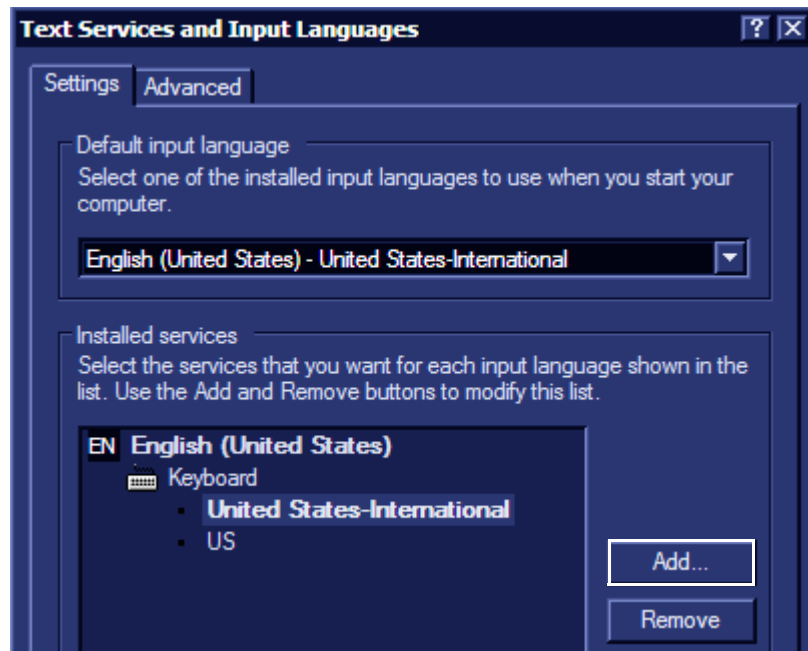 Text Services and Input Languages
Settings Advanced
Default input language
Select one of the installed input languages to use when you start your
computer.
English (United States) - United States-International
Installed services
Select the services that you want for each input language shown in the
list. Use the Add and Remove buttons to modify this list.
EN English (United States)
Keyboard
United States-International
US
Add...
Remove